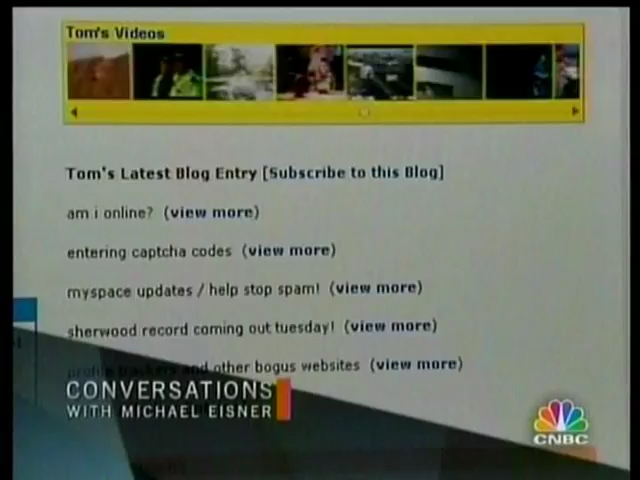 Tom's Videos
Tom's Latest Blog Entry [Subscribe to this Blog]
am i online? (view more)
entering captcha codes (view more)
myspace updates / help stop spam! (view more)
sherwood record coming out tuesday! (view more)
profile trackers and other bogus websites (view more)
CONVERSATIONS
WITH MICHAEL EISNER
CNBC